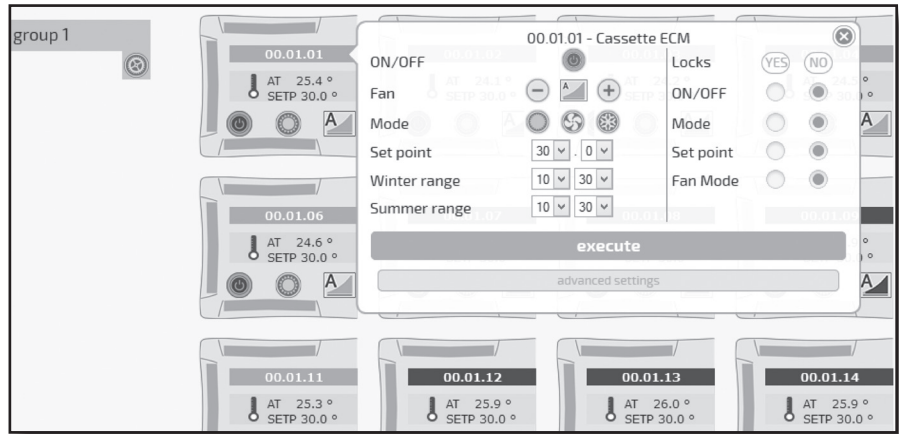 group 1
00.01.01
AT 25.4 °
SETP 30.0 °
A
00.01.01 - Cassette ECM
ON/OFF
Fan
A
Mode
Set point
30 . 0
Winter range
10 30
Summer range
10 30
Locks
YES NO
ON/OFF
Mode
Set point
Fan Mode
execute
advanced settings
A
00.01.06
AT 24.6 °
SETP 30.0 °
A
A
00.01.11
AT 25.3 °
SETP 30.0 °
00.01.12
AT 25.9 °
SETP 30.0 °
00.01.13
AT 26.0 °
SETP 30.0 °
00.01.14
AT 25.9 °
SETP 30.0 °